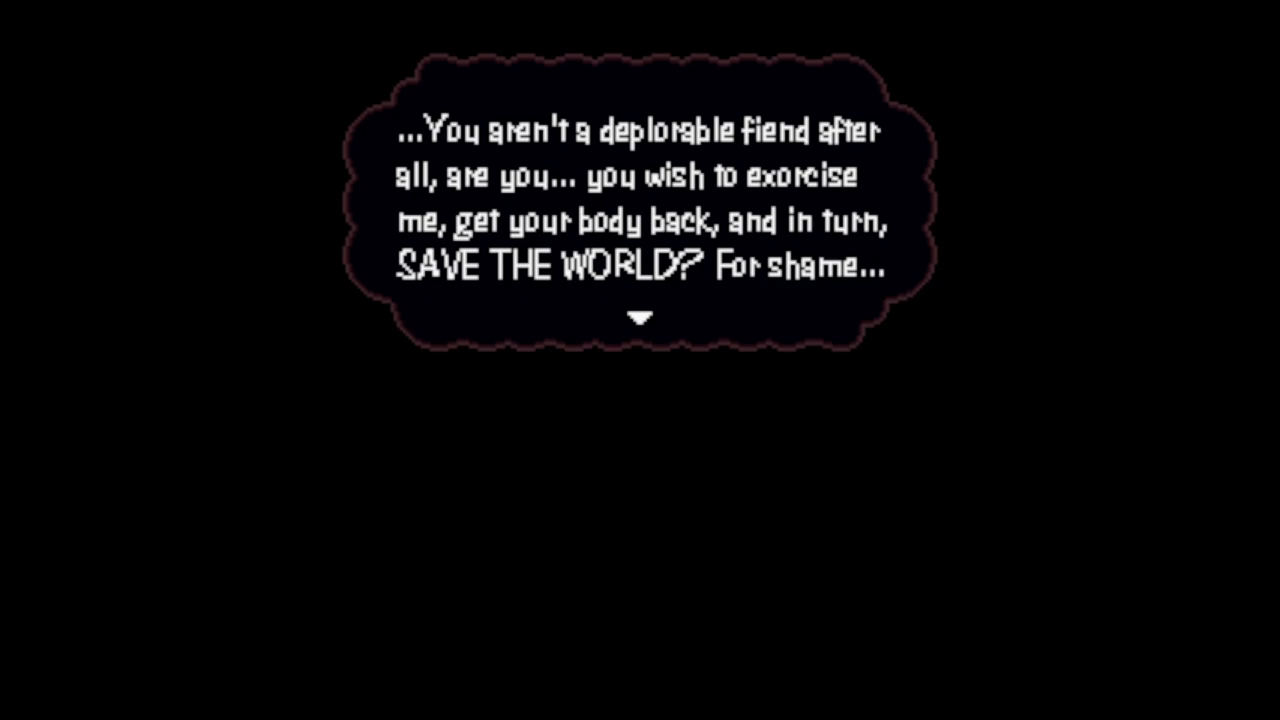 ...You aren't a deplorable fiend after
all, are you... you wish to exorcise
me, get your body back, and in turn,
SAVE THE WORLD? For shame...